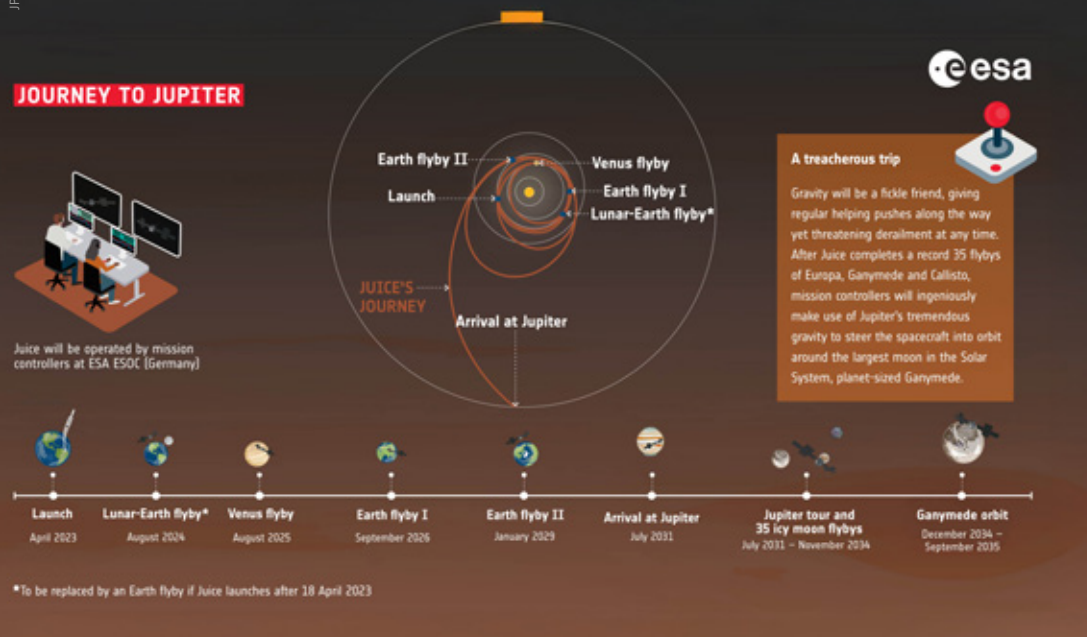 esa
JOURNEY TO JUPITER
Earth flyby II
Venus flyby
Launch
Earth flyby I
Lunar-Earth flyby*
JUICE'S
JOURNEY
Arrival at Jupiter
A treacherous trip
Gravity will be a fickle friend, giving
regular helping pushes along the way
yet threatening derailment at any time.
After Juice completes a record 35 flybys
of Europa, Ganymede and Callisto,
mission controllers will ingeniously
make use of Jupiter's tremendous
gravity to steer the spacecraft into orbit
around the largest moon in the Solar
System, planet-sized Ganymede.
Juice will be operated by mission
controllers at ESA ESOC (Germany)
Launch
April 2023
Lunar-Earth flyby*
August 2024
Venus flyby
August 2025
Earth flyby I
September 2026
Earth flyby II
January 2029
Arrival at Jupiter
July 2031
Jupiter tour and
35 icy moon flybys
July 2031 – November 2034
Ganymede orbit
December 2034 –
September 2035
*To be replaced by an Earth flyby if Juice launches after 18 April 2023